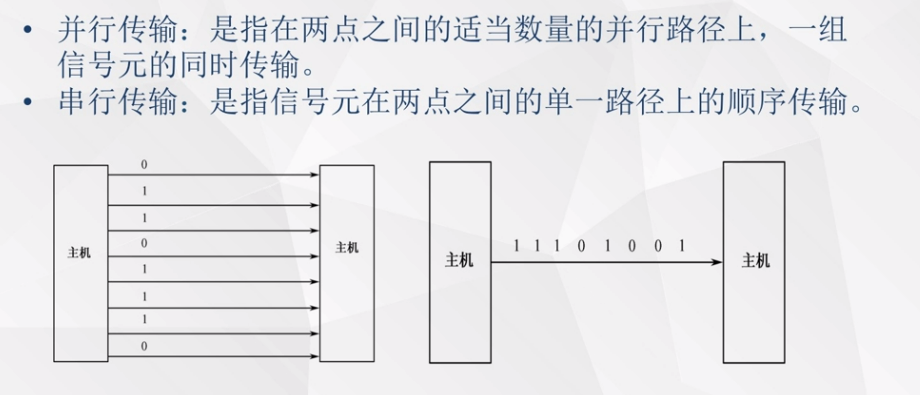 • 并行传输：是指在两点之间的适当数量的并行路径上，一组
信号元的同时传输。
• 串行传输：是指信号元在两点之间的单一路径上的顺序传输。
0
1
1
0
1
1
1
0
主机
主机
主机
1 1 1 0 1 0 0 1
主机